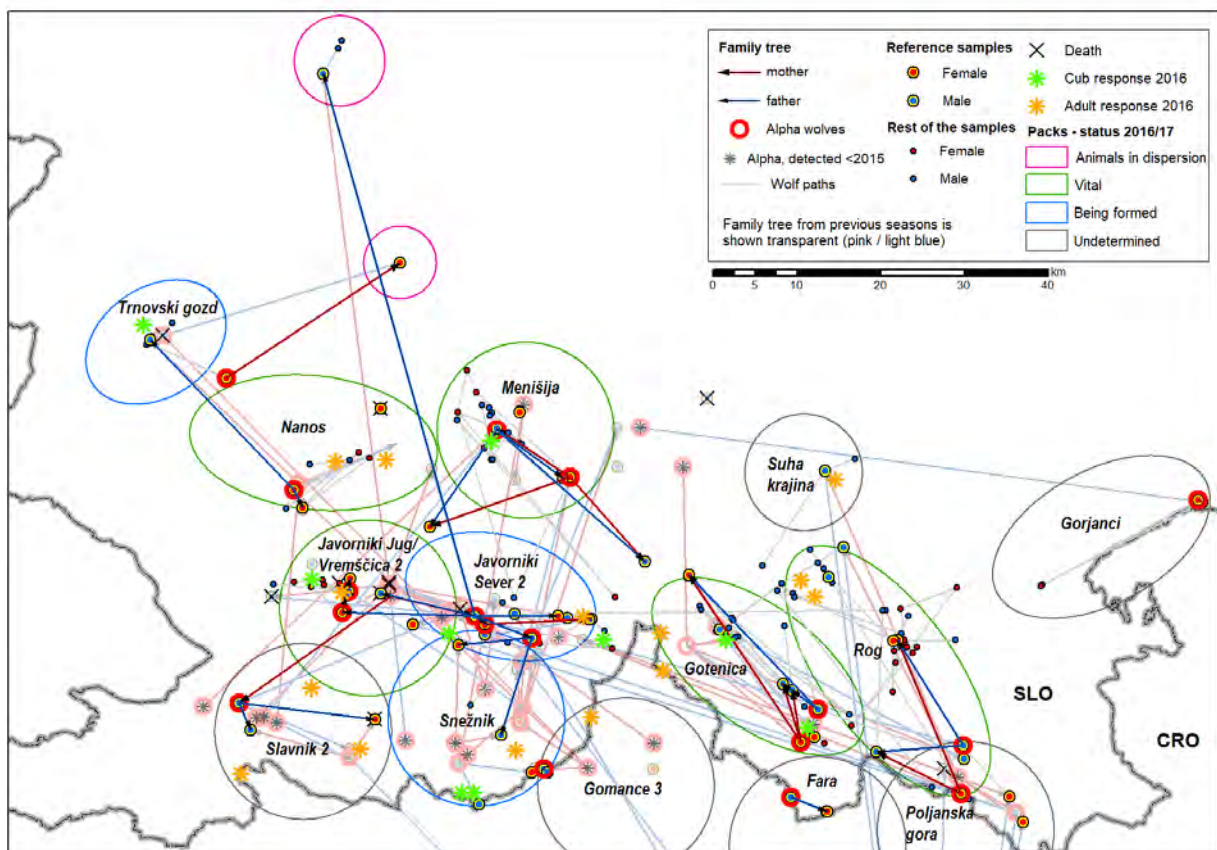 Family tree
mother
father
Alpha wolves
Alpha, detected <2015
Wolf paths
Family tree from previous seasons is
shown transparent (pink / light blue)
Reference samples
Female
Male
Rest of the samples
Female
Male
Death
Cub response 2016
Adult response 2016
Packs - status 2016/17
Animals in dispersion
Vital
Being formed
Undetermined
km
0 5 10 20 30 40
Trnovski gozd
Menišija
Nanos
Suha
krajina
Gorjanci
Javorniki Jug/
Vremščica 2
Javorniki
Sever 2
Gotenica
Rog
SLO
CRO
Snežnik
Slavnik 2
Gomance 3
Fara
Poljanska
gora